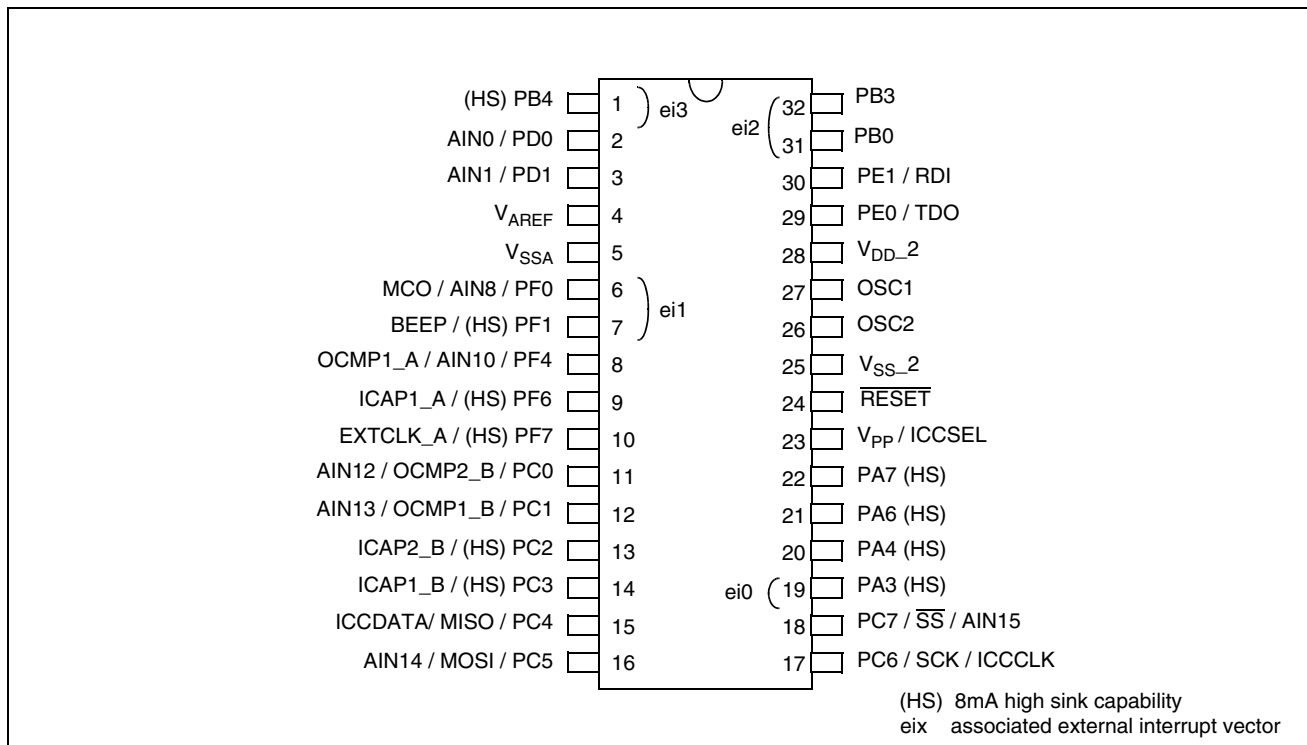 (HS) PB4 1 ei3 ei2 32 PB3
AIN0 / PD0 2 31 PB0
AIN1 / PD1 3 30 PE1 / RDI
VAREF 4 29 PE0 / TDO
VSSA 5 28 VDD_2
MCO / AIN8 / PF0 6 ei1 27 OSC1
BEEP / (HS) PF1 7 26 OSC2
OCMP1_A / AIN10 / PF4 8 25 VSS_2
ICAP1_A / (HS) PF6 9 24 RESET
EXTCLK_A / (HS) PF7 10 23 VPP / ICCSEL
AIN12 / OCMP2_B / PC0 11 22 PA7 (HS)
AIN13 / OCMP1_B / PC1 12 21 PA6 (HS)
ICAP2_B / (HS) PC2 13 20 PA4 (HS)
ICAP1_B / (HS) PC3 14 ei0 19 PA3 (HS)
ICCDATA/ MISO / PC4 15 18 PC7 / SS / AIN15
AIN14 / MOSI / PC5 16 17 PC6 / SCK / ICCCLK
(HS) 8mA high sink capability
eix associated external interrupt vector